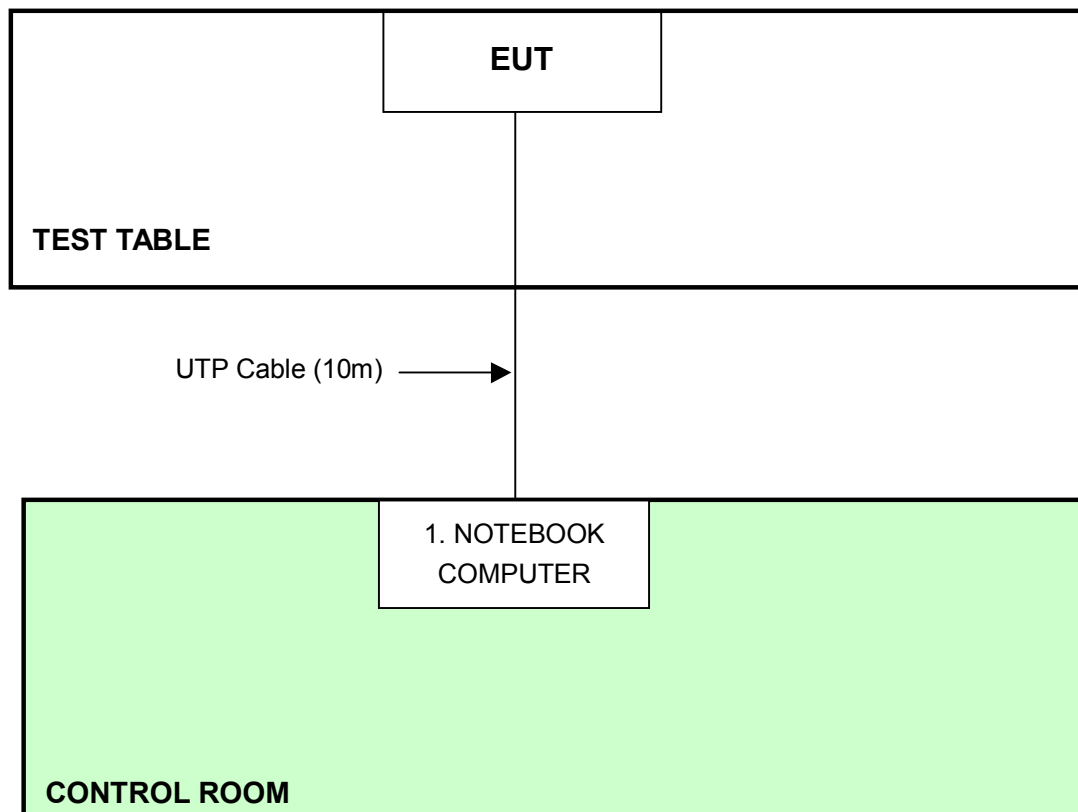 EUT
TEST TABLE
UTP Cable (10m)
1. NOTEBOOK
COMPUTER
CONTROL ROOM